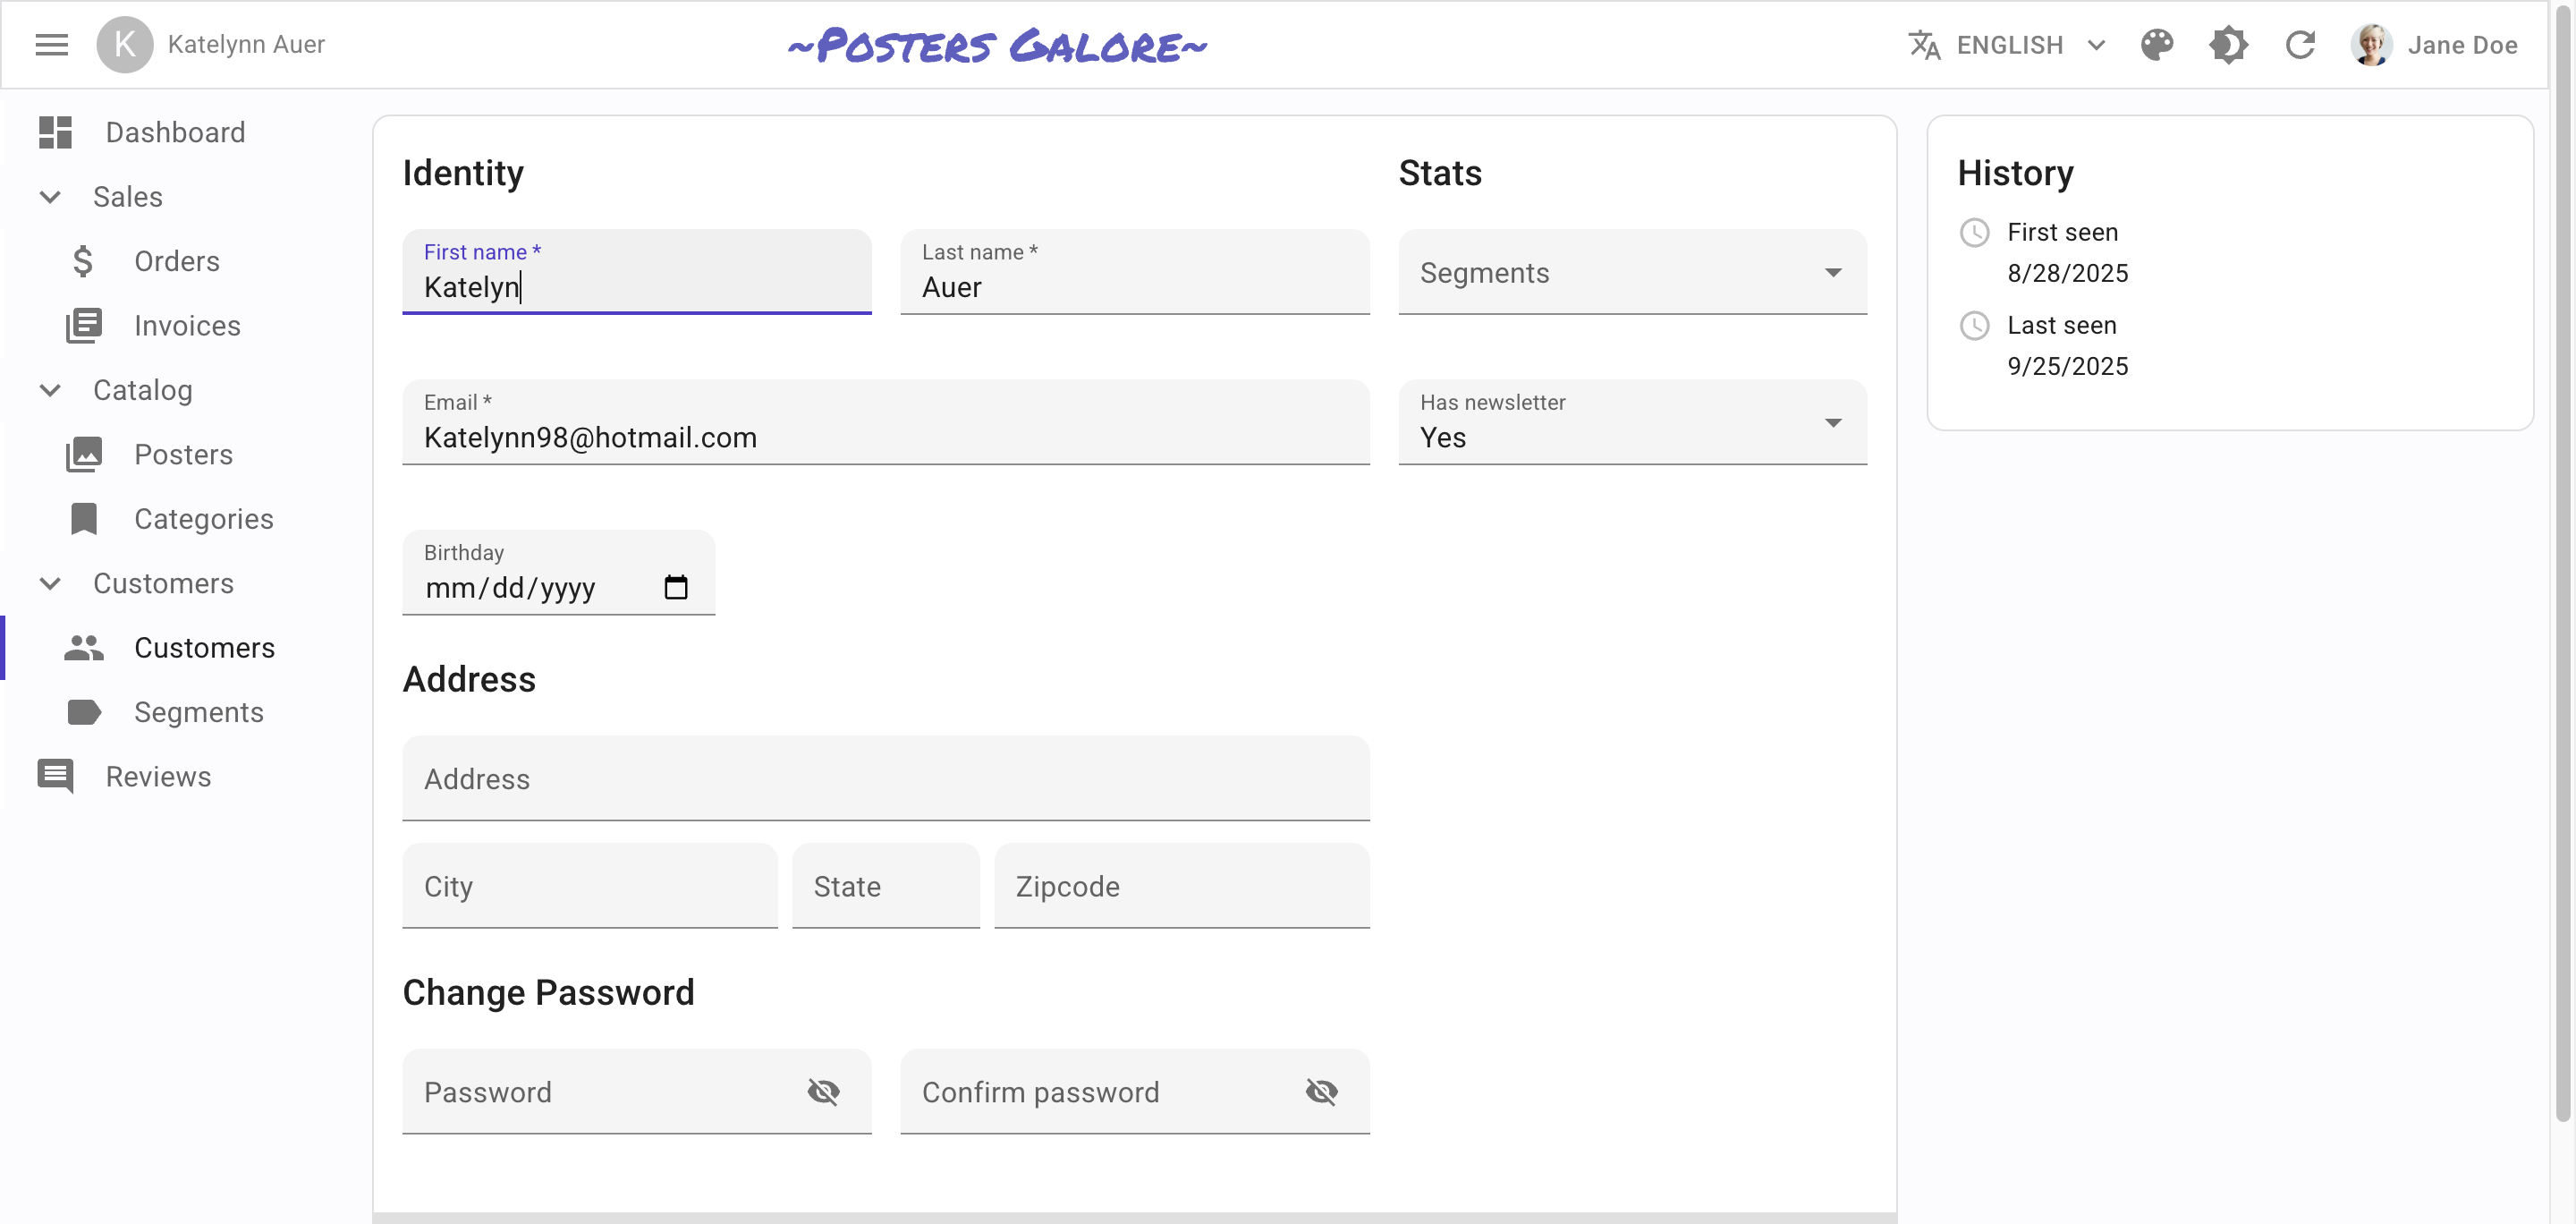 K Katelynn Auer
~Posters Galore~
ENGLISH
Jane Doe
Dashboard
Sales
Orders
Invoices
Catalog
Posters
Categories
Customers
Customers
Segments
Reviews
Identity
First name *
Katelyn
Last name *
Auer
Email *
Katelynn98@hotmail.com
Birthday
mm/dd/yyyy
Stats
Segments
Has newsletter
Yes
Address
Address
City
State
Zipcode
Change Password
Password
Confirm password
History
First seen
8/28/2025
Last seen
9/25/2025